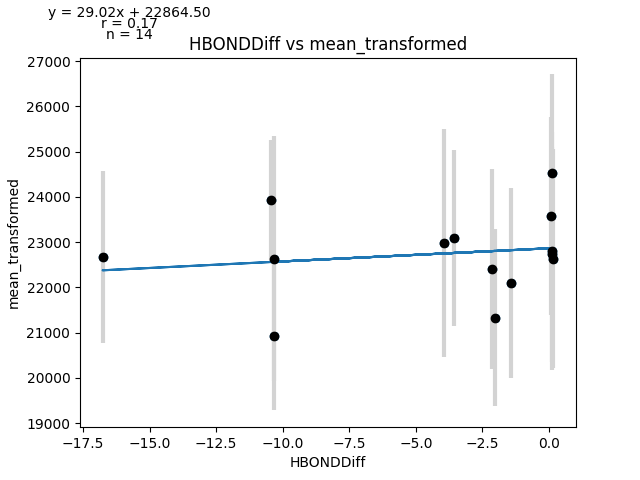 y = 29.02x + 22864.50
r = 0.17
n = 14
HBONDDiff vs mean_transformed
27000
26000
25000
24000
23000
22000
21000
20000
19000
mean_transformed
−17.5 −15.0 −12.5 −10.0 −7.5 −5.0 −2.5 0.0
HBONDDiff